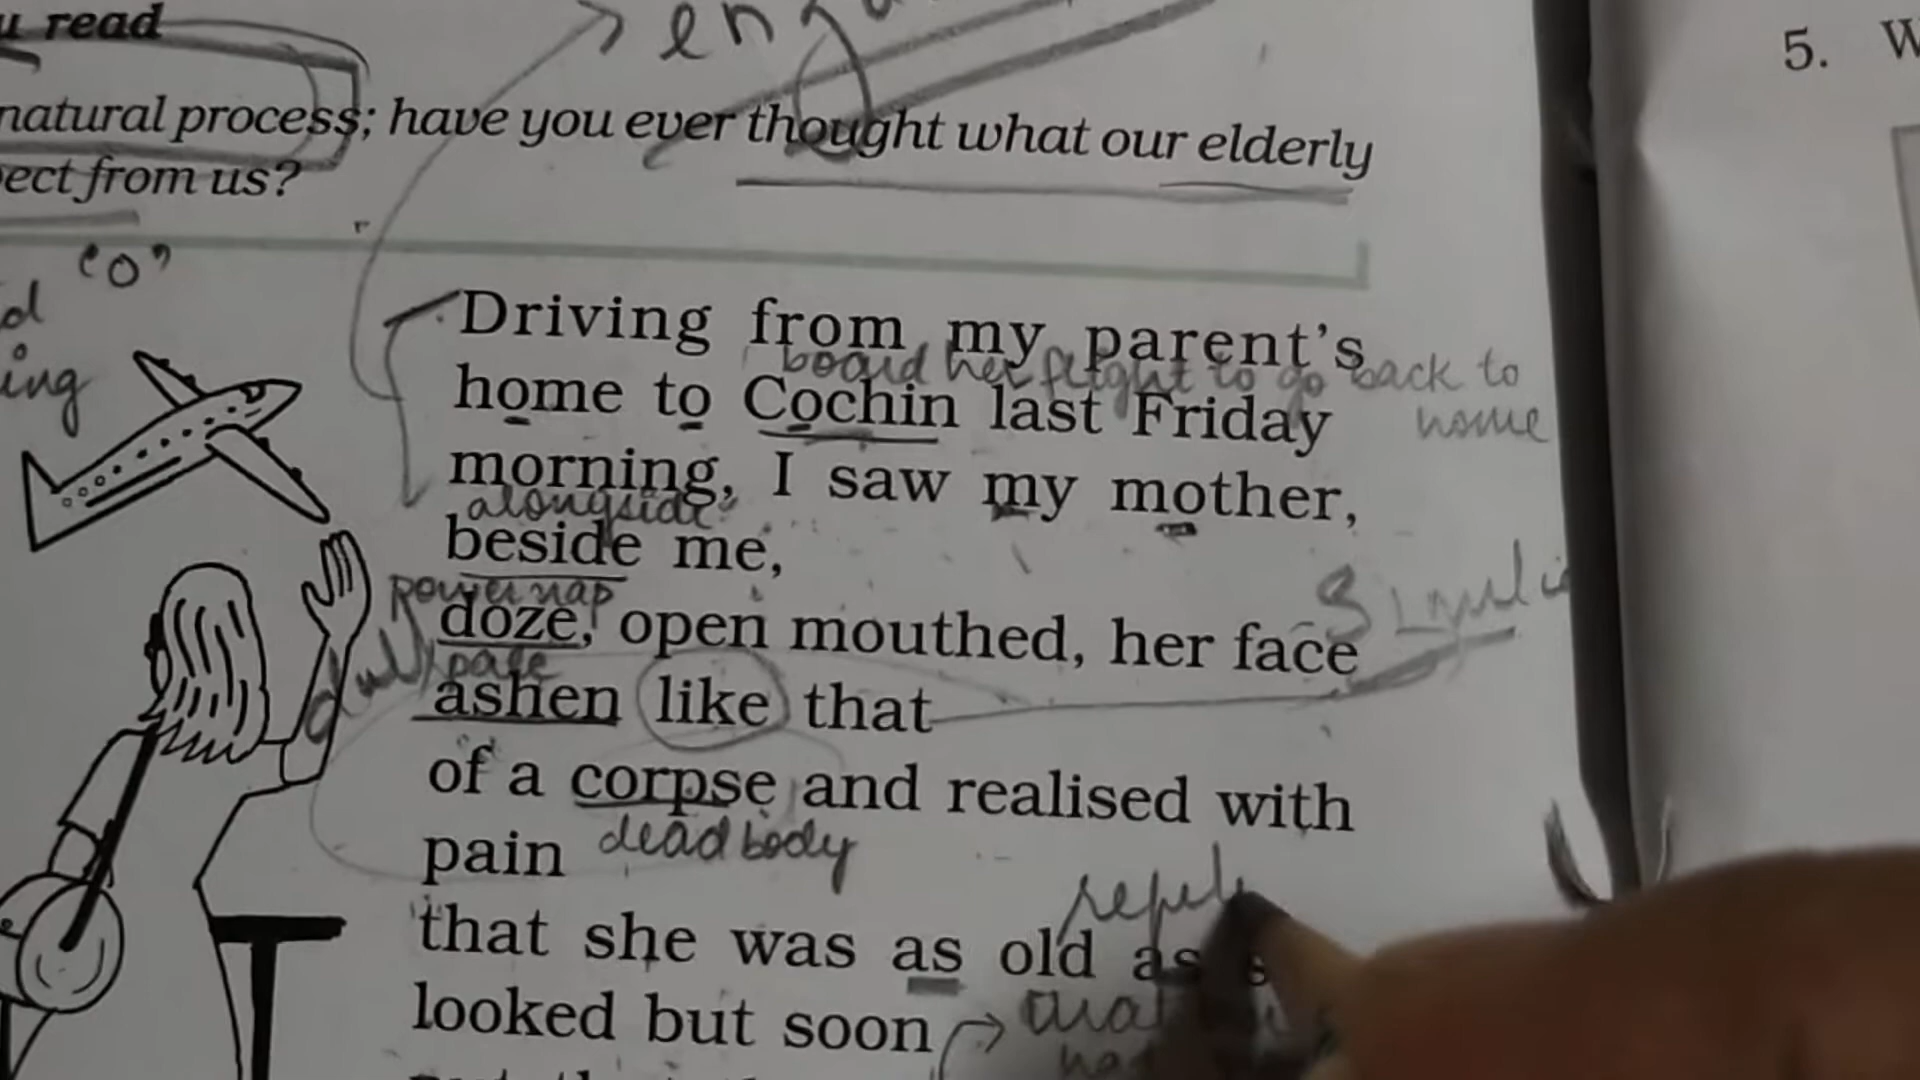 u read
natural process; have you ever thought what our elderly
ect from us?
"o"
d
ing
Driving from my parent's
board her flight to go back to
home
home to Cochin last Friday
morning, I saw my mother,
alongside
beside me,
power nap
doze, open mouthed, her face
dull/pale
ashen like that
of a corpse and realised with
dead body
pain
that she was as old as s
looked but soon
5. W